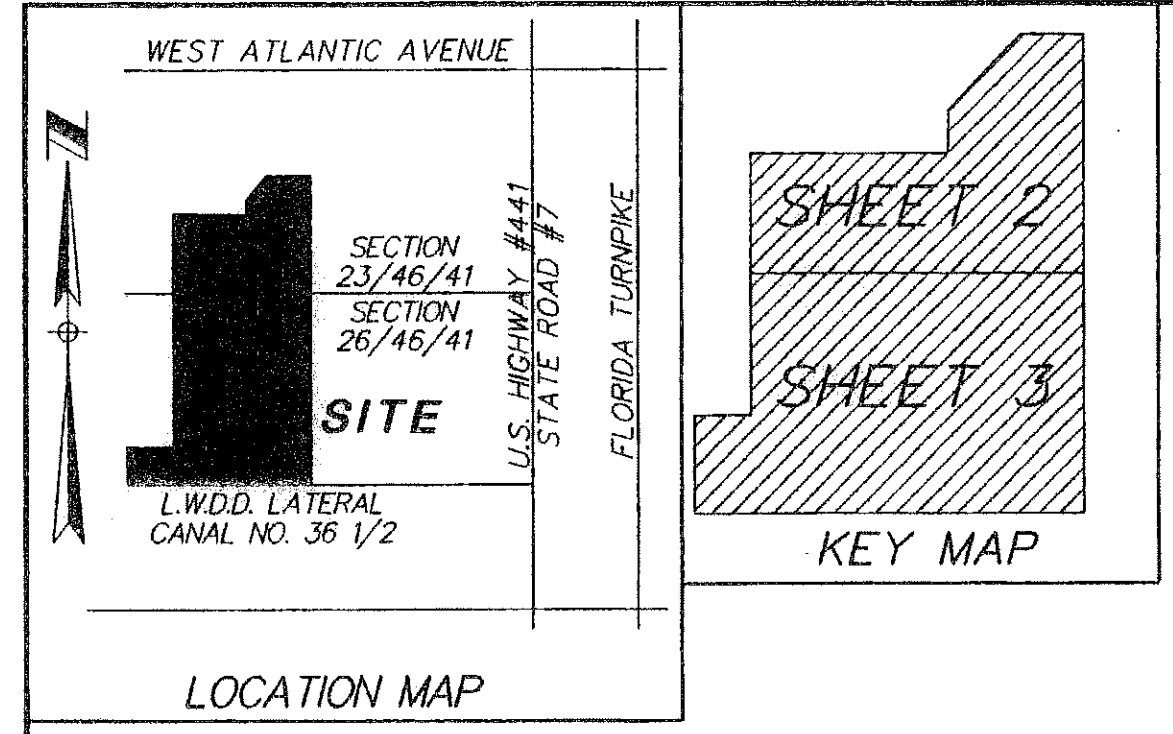 WEST ATLANTIC AVENUE
N
SECTION
23/46/41
SECTION
26/46/41
SITE
U.S. HIGHWAY #441
STATE ROAD #7
FLORIDA TURNPIKE
L.W.D.D. LATERAL
CANAL NO. 36 1/2
LOCATION MAP
SHEET 2
SHEET 3
KEY MAP